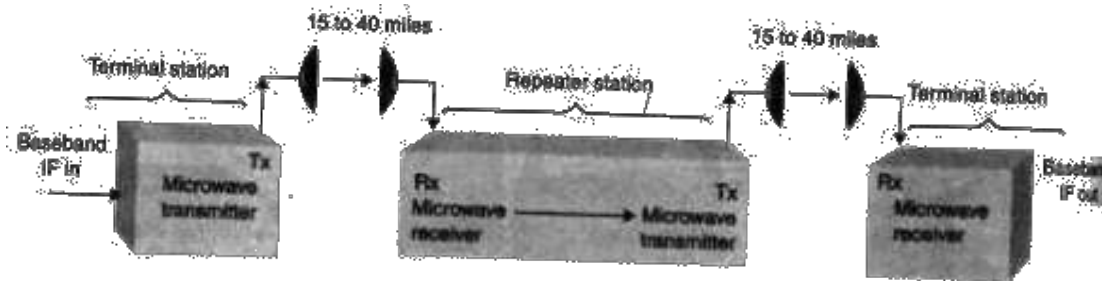 15 to 40 miles
15 to 40 miles
Terminal station
Repeater station
Terminal station
Baseband
IF in
Tx
Microwave
transmitter
Rx
Microwave
receiver
Tx
Microwave
transmitter
Rx
Microwave
receiver
Baseban
IF out